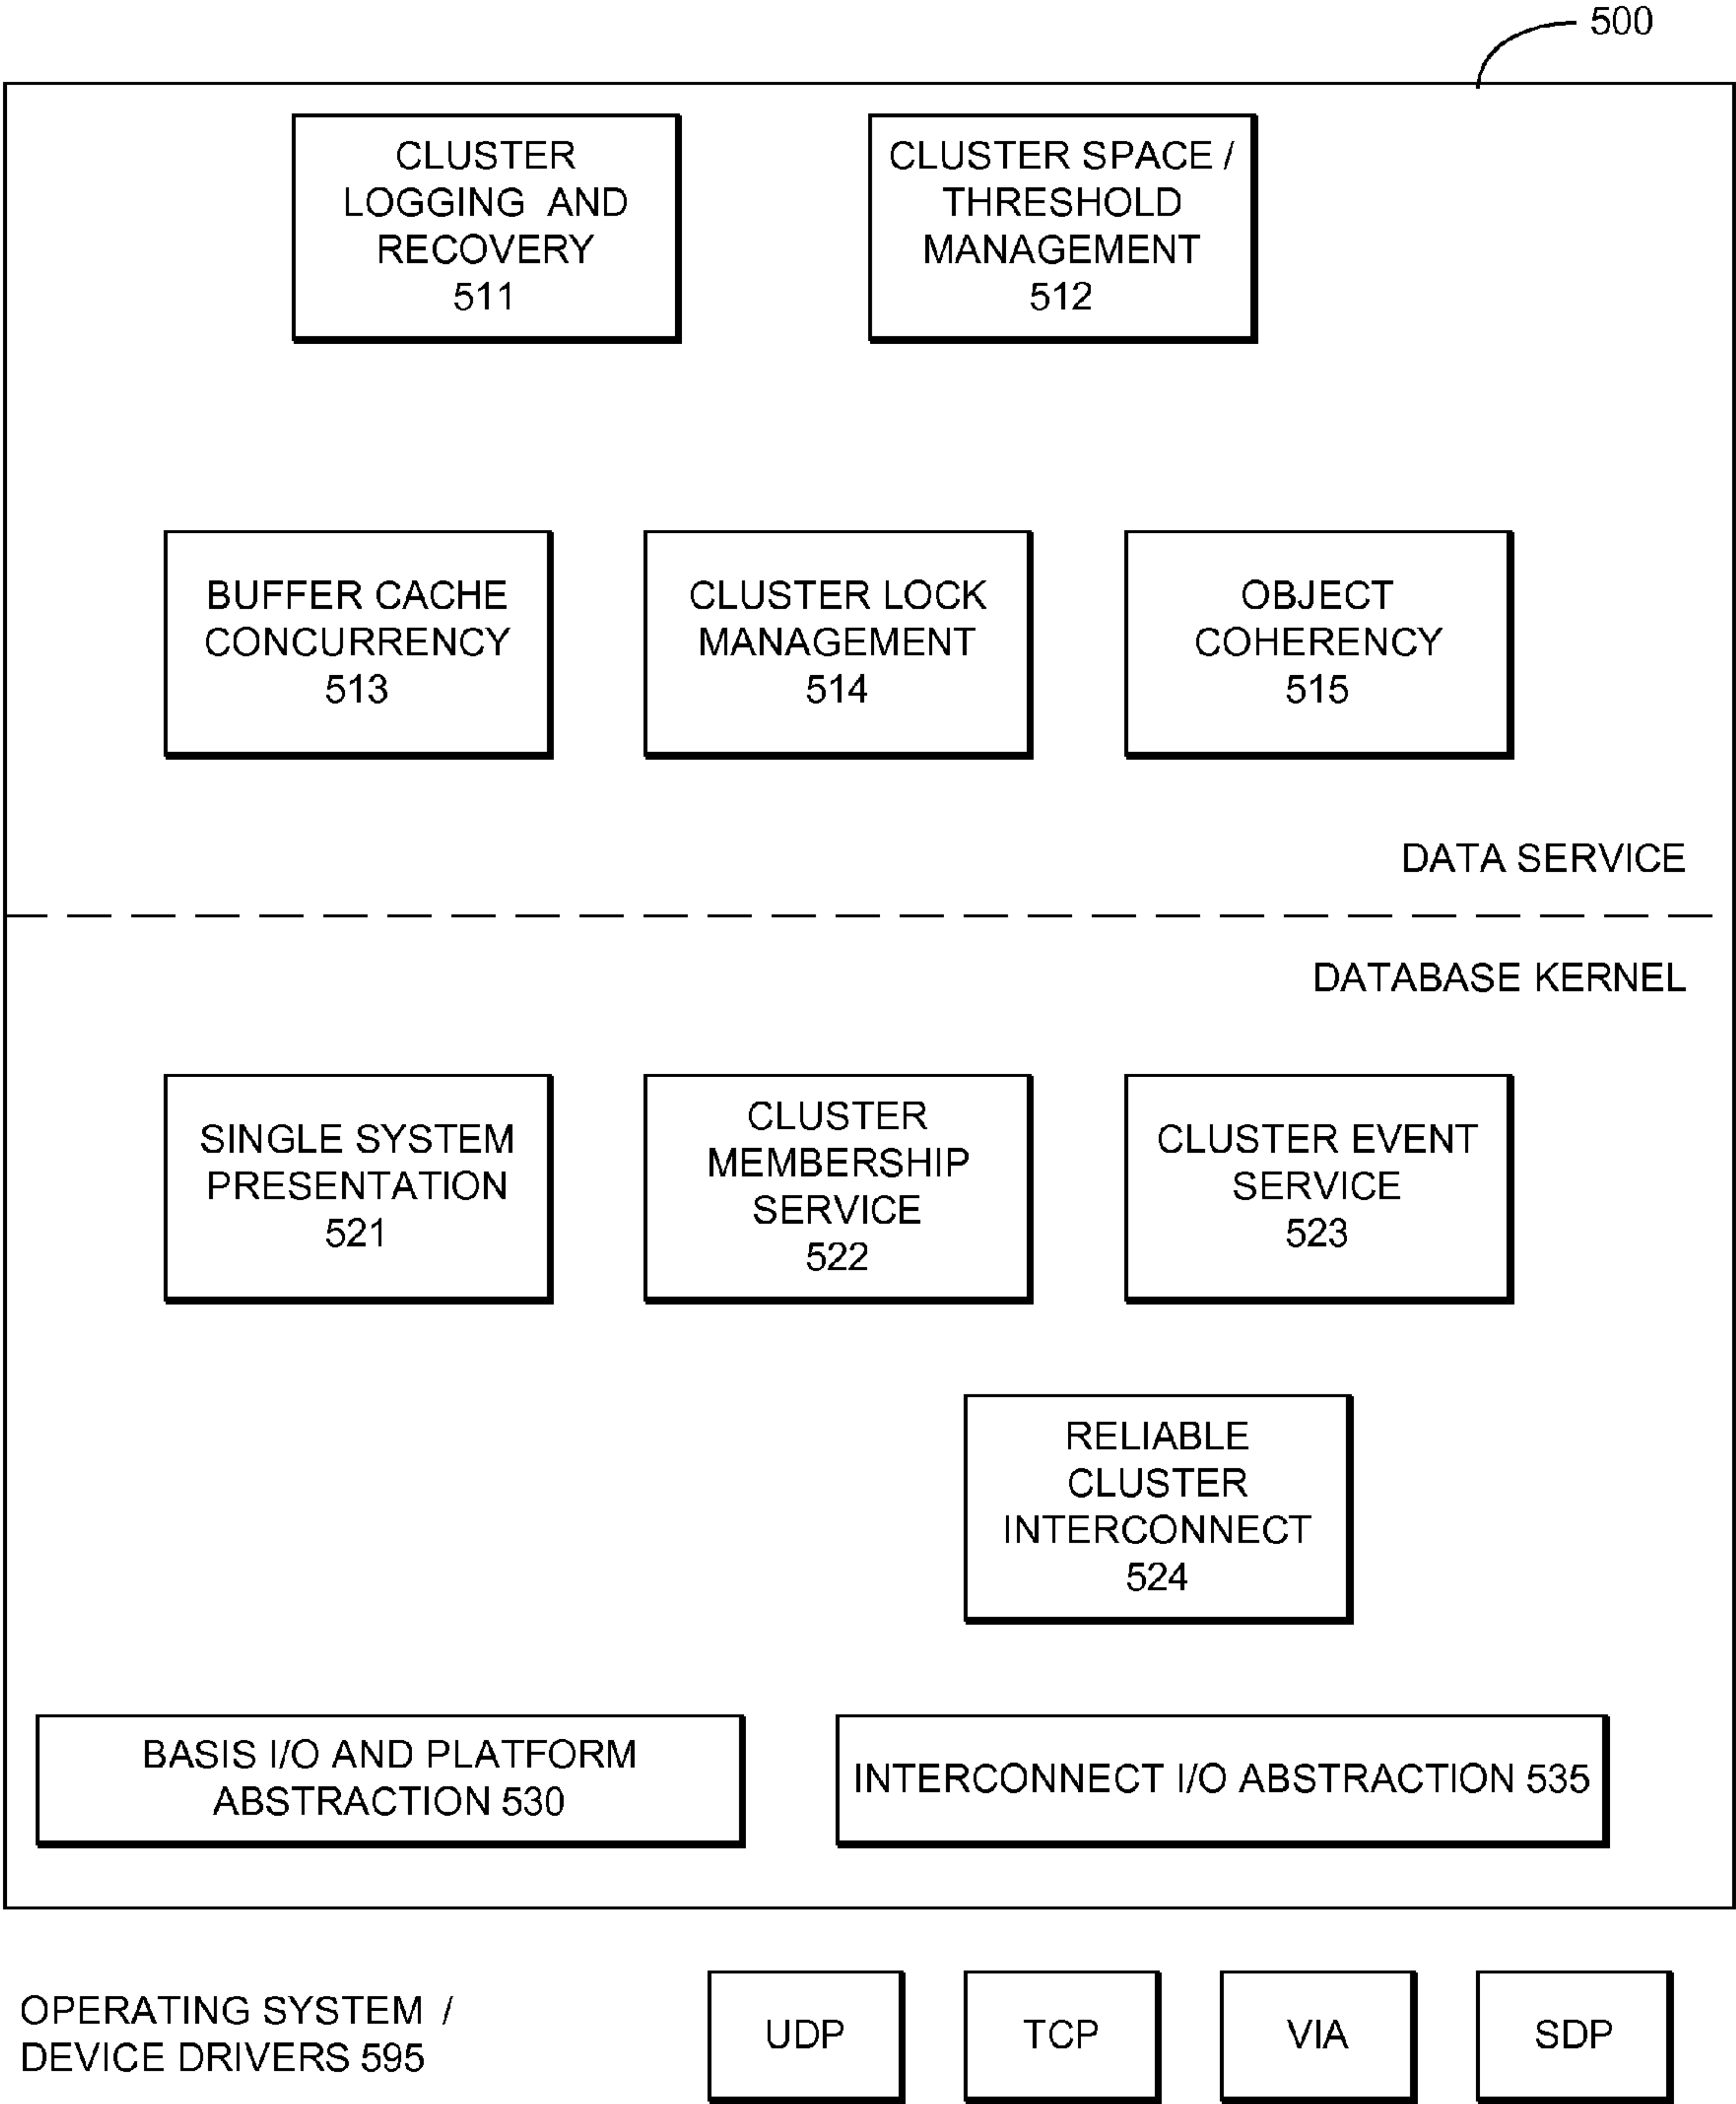 500
CLUSTER
LOGGING AND
RECOVERY
511
CLUSTER SPACE /
THRESHOLD
MANAGEMENT
512
BUFFER CACHE
CONCURRENCY
513
CLUSTER LOCK
MANAGEMENT
514
OBJECT
COHERENCY
515
DATA SERVICE
DATABASE KERNEL
SINGLE SYSTEM
PRESENTATION
521
CLUSTER
MEMBERSHIP
SERVICE
522
CLUSTER EVENT
SERVICE
523
RELIABLE
CLUSTER
INTERCONNECT
524
BASIS I/O AND PLATFORM
ABSTRACTION 530
INTERCONNECT I/O ABSTRACTION 535
OPERATING SYSTEM /
DEVICE DRIVERS 595
UDP
TCP
VIA
SDP